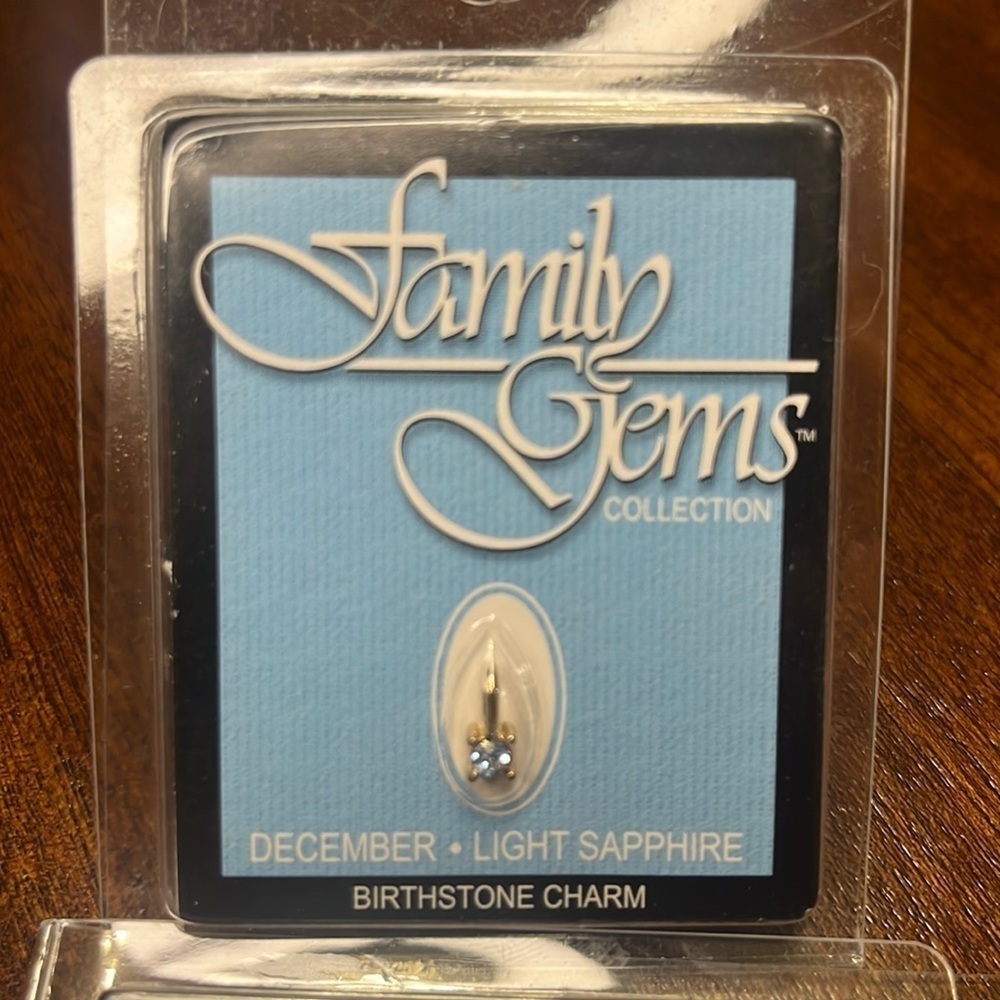 Family
Gems™
COLLECTION
DECEMBER • LIGHT SAPPHIRE
BIRTHSTONE CHARM